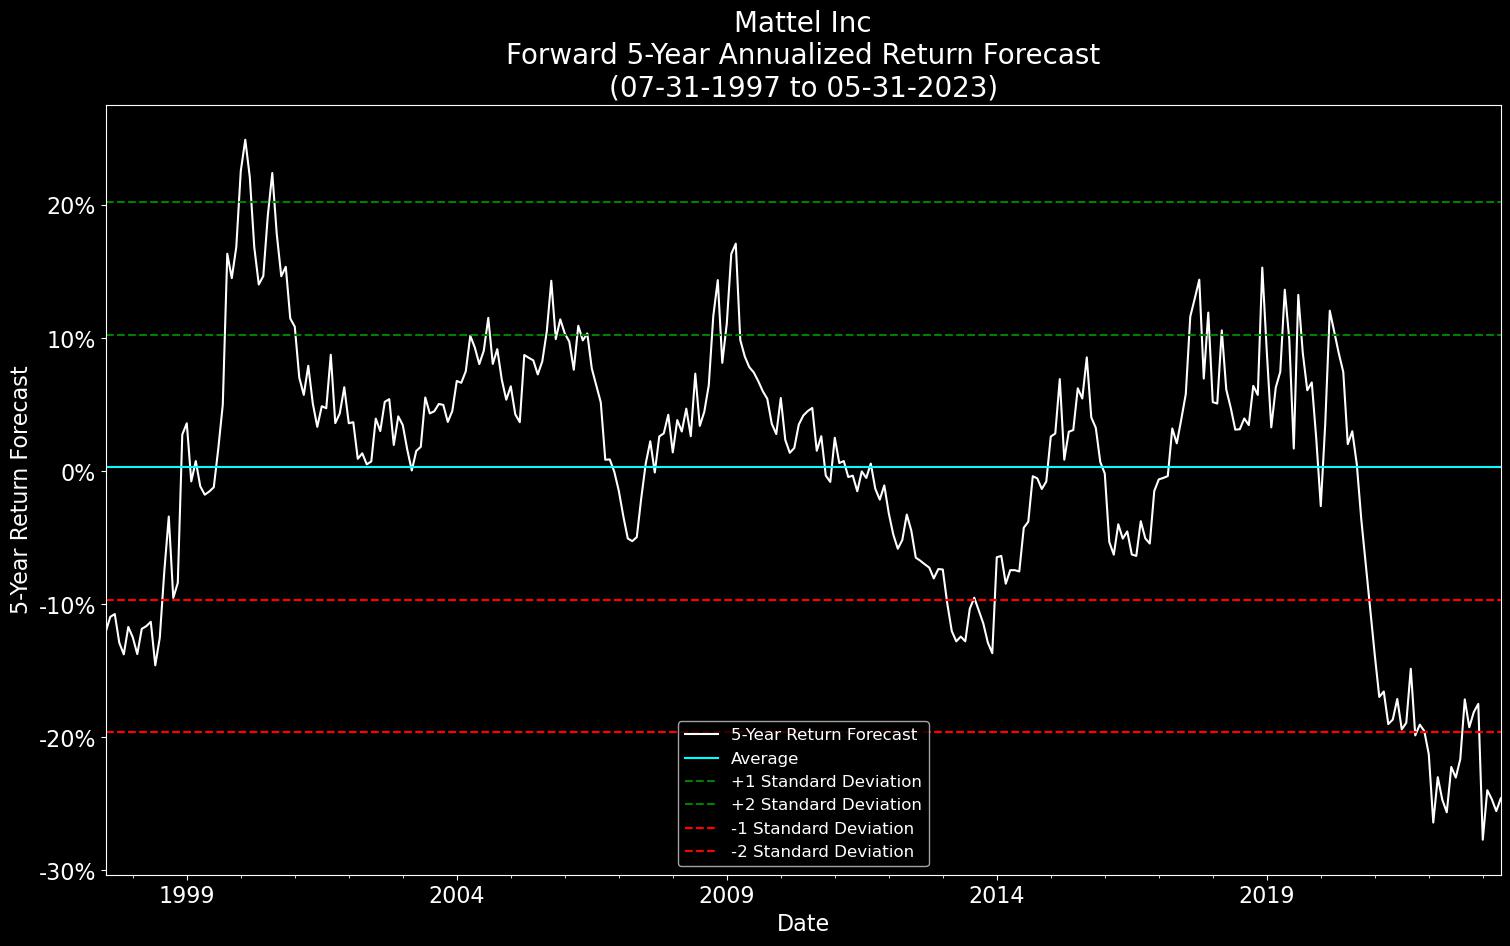 Mattel Inc
Forward 5-Year Annualized Return Forecast
(07-31-1997 to 05-31-2023)
5-Year Return Forecast
20%
10%
0%
-10%
-20%
-30%
5-Year Return Forecast
Average
+1 Standard Deviation
+2 Standard Deviation
-1 Standard Deviation
-2 Standard Deviation
1999 2004 2009 2014 2019
Date